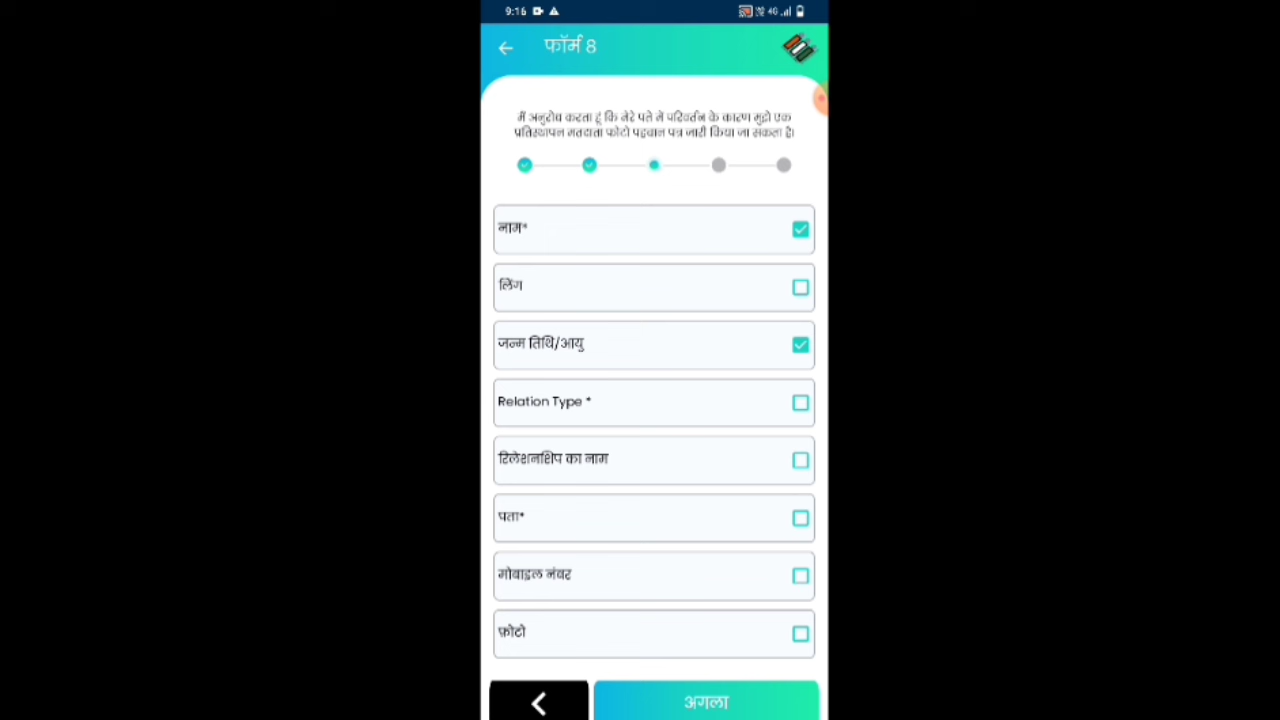 9:16
4G
फॉर्म 8
मैं अनुरोध करता हूं कि मेरे पते में परिवर्तन के कारण मुझे एक
प्रतिस्थापन मतदाता फोटो पहचान पत्र जारी किया जा सकता है।
नाम*
लिंग
जन्म तिथि/आयु
Relation Type *
रिलेशनशिप का नाम
पता*
मोबाइल नंबर
फ़ोटो
अगला